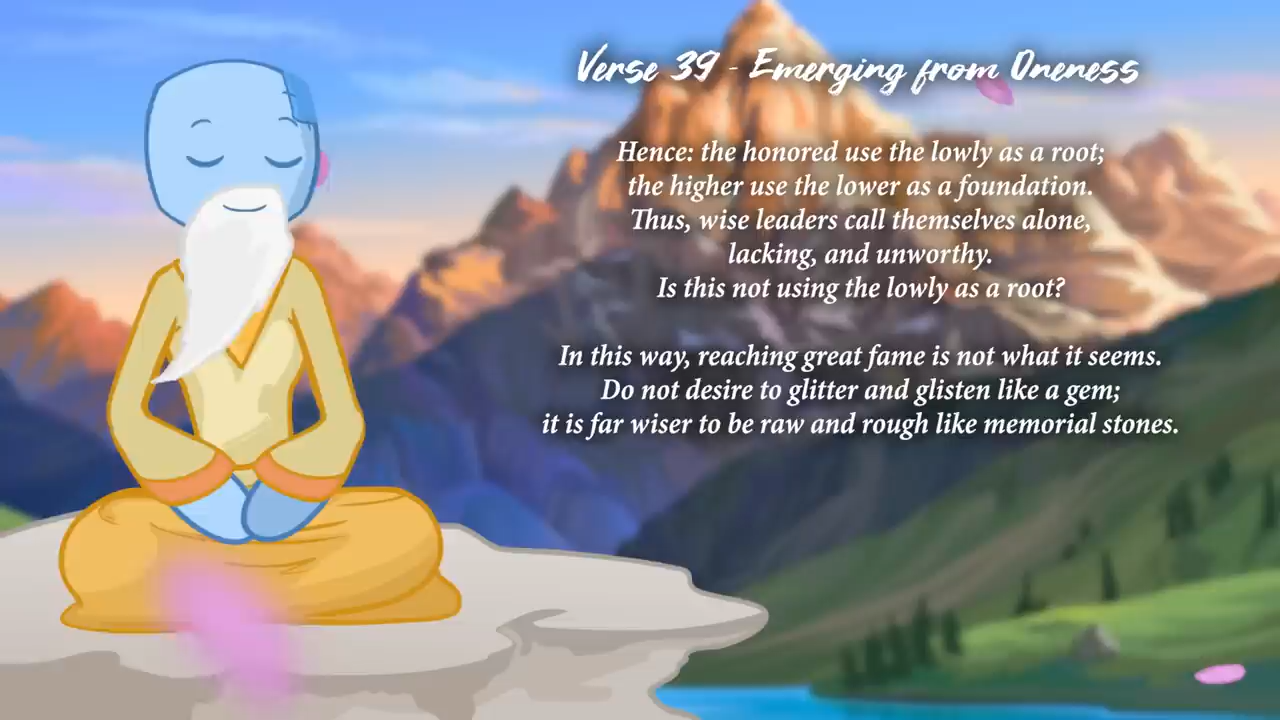 Verse 39 - Emerging from Oneness
Hence: the honored use the lowly as a root;
the higher use the lower as a foundation.
Thus, wise leaders call themselves alone,
lacking, and unworthy.
Is this not using the lowly as a root?
In this way, reaching great fame is not what it seems.
Do not desire to glitter and glisten like a gem;
it is far wiser to be raw and rough like memorial stones.